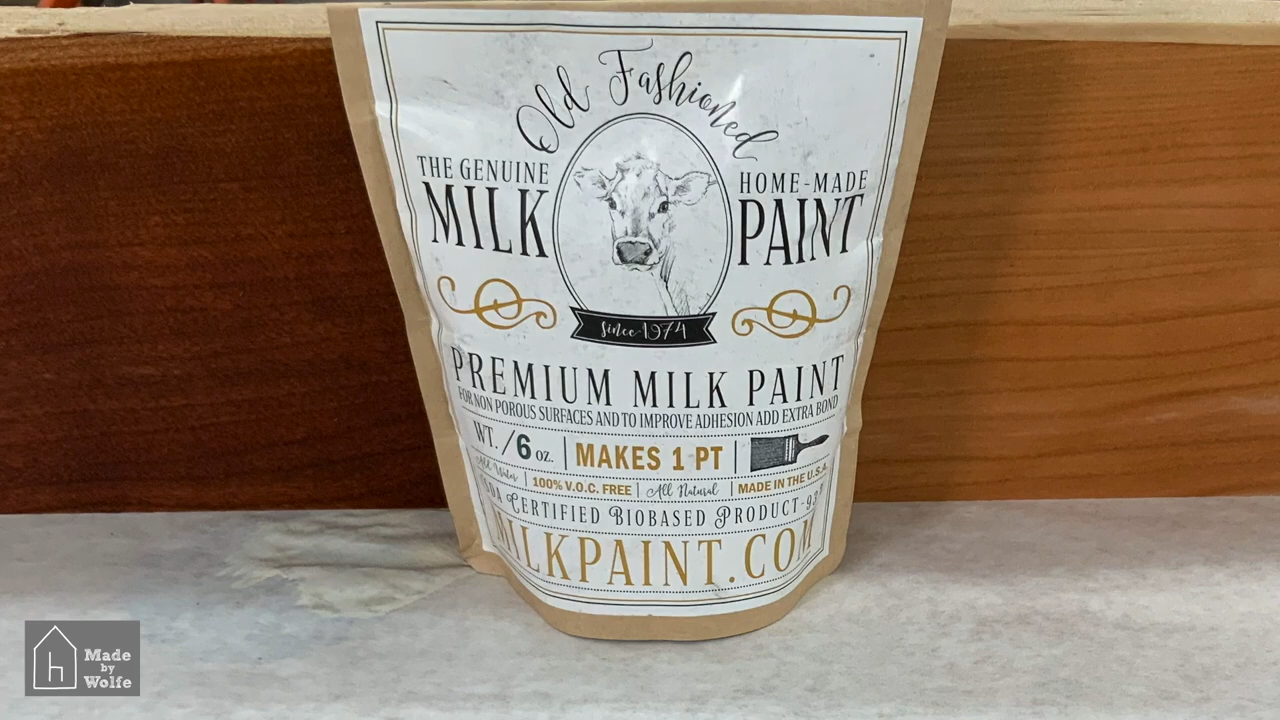 Old Fashioned
THE GENUINE
MILK
HOME-MADE
PAINT
since 1974
PREMIUM MILK PAINT
FOR NON POROUS SURFACES AND TO IMPROVE ADHESION ADD EXTRA BOND
WT. /6 OZ. MAKES 1 PT
100% V.O.C. FREE All Natural MADE IN THE U.S.A.
CERTIFIED BIOBASED PRODUCT-93
MILKPAINT.COM
h
Made
by
Wolfe